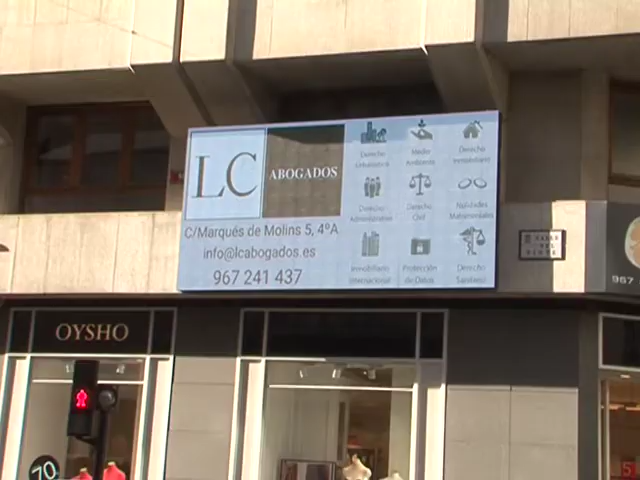 LC
ABOGADOS
C/Marqués de Molins 5, 4ºA
info@lcabogados.es
967 241 437
Derecho
Urbanístico
Medio
Ambiente
Derecho
Inmobiliario
Derecho
Administrativo
Derecho
Civil
Nulidades
Matrimoniales
Inmobiliario
Internacional
Protección
de Datos
Derecho
Sanitario
967
OYSHO
70